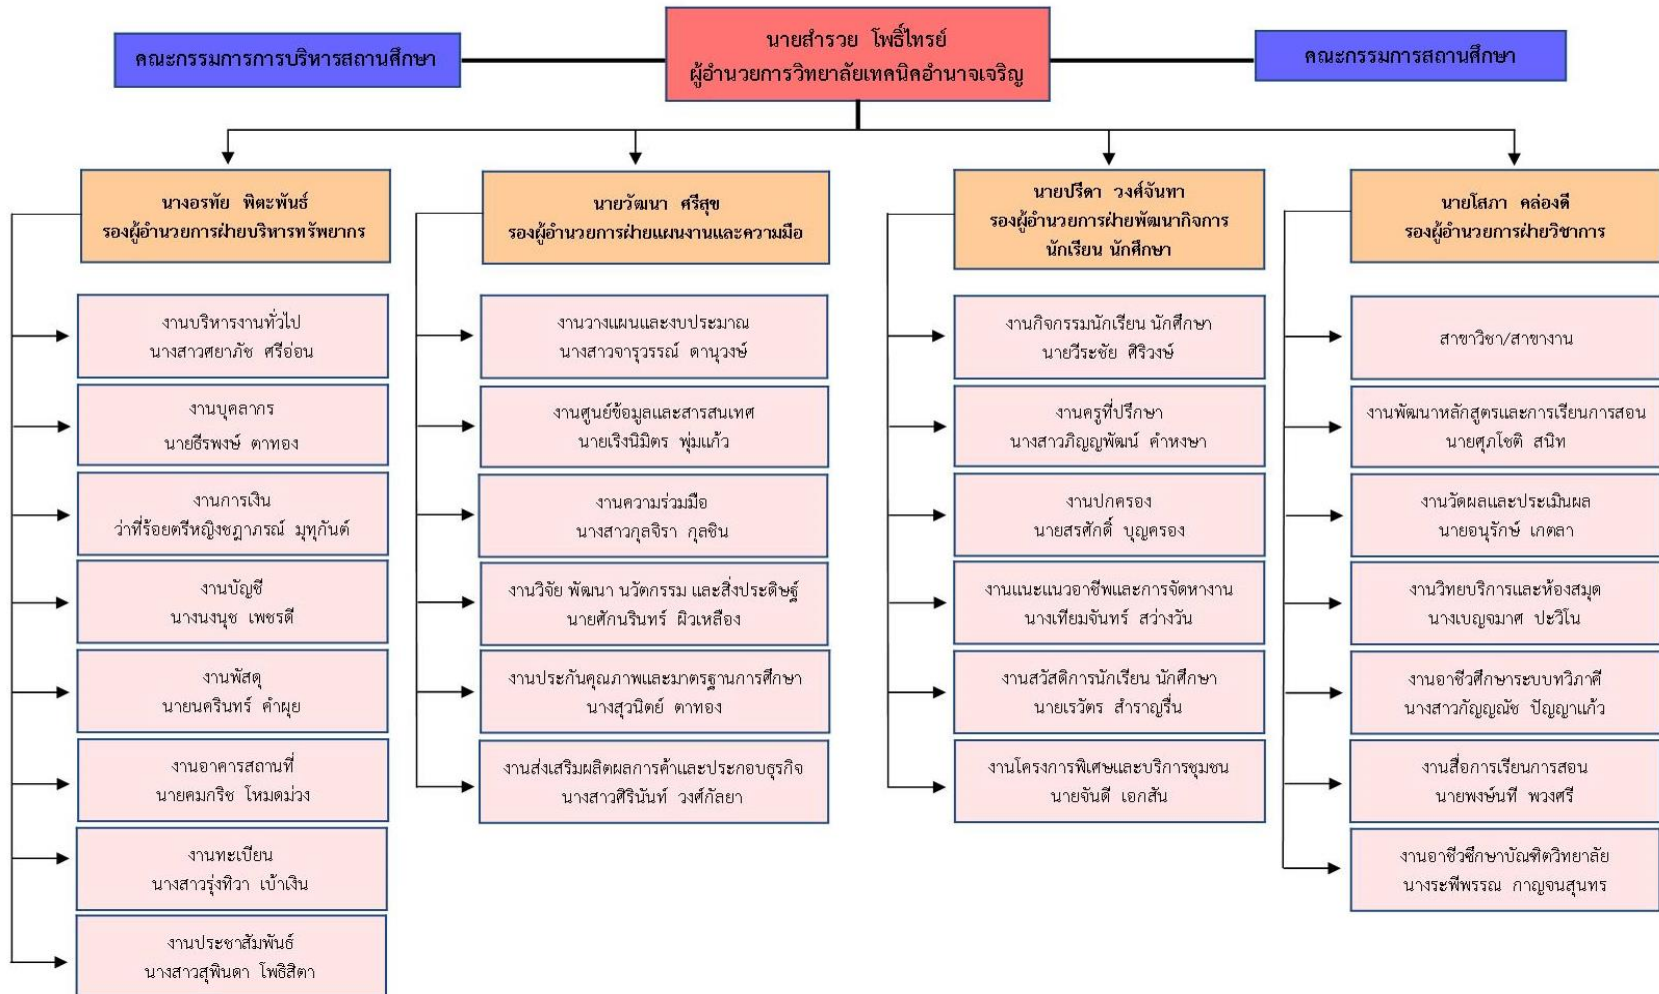 คณะกรรมการการบริหารสถานศึกษา
นายสำรวย โพธิ์ไทรย์
ผู้อำนวยการวิทยาลัยเทคนิคอำนาจเจริญ
คณะกรรมการสถานศึกษา
นางอรทัย พิตะพันธ์
รองผู้อำนวยการฝ่ายบริหารทรัพยากร
งานบริหารงานทั่วไป
นางสาวศยาภัช ศรีอ่อน
งานบุคลากร
นายธีรพงษ์ ตาทอง
งานการเงิน
ว่าที่ร้อยตรีหญิงชฎาภรณ์ มุทุกันต์
งานบัญชี
นางนงนุช เพชรดี
งานพัสดุ
นายนครินทร์ คำผุย
งานอาคารสถานที่
นายคมกริช โหมดม่วง
งานทะเบียน
นางสาวรุ่งทิวา เบ้าเงิน
งานประชาสัมพันธ์
นางสาวสุพินดา โพธิสิตา
นายวัฒนา ศรีสุข
รองผู้อำนวยการฝ่ายแผนงานและความมือ
งานวางแผนและงบประมาณ
นางสาวจารุวรรณ์ ดานุวงษ์
งานศูนย์ข้อมูลและสารสนเทศ
นายเริงนิมิตร พุ่มแก้ว
งานความร่วมมือ
นางสาวกุลจิรา กุลชิน
งานวิจัย พัฒนา นวัตกรรม และสิ่งประดิษฐ์
นายศักนรินทร์ ผิวเหลือง
งานประกันคุณภาพและมาตรฐานการศึกษา
นางสุวนิตย์ ตาทอง
งานส่งเสริมผลิตผลการค้าและประกอบธุรกิจ
นางสาวศิรินันท์ วงศ์กัลยา
นายปรีดา วงศ์จันทา
รองผู้อำนวยการฝ่ายพัฒนากิจการ
นักเรียน นักศึกษา
งานกิจกรรมนักเรียน นักศึกษา
นายวีระชัย ศิริวงษ์
งานครูที่ปรึกษา
นางสาวภิญญพัฒน์ คำหงษา
งานปกครอง
นายสรศักดิ์ บุญครอง
งานแนะแนวอาชีพและการจัดหางาน
นางเทียมจันทร์ สว่างวัน
งานสวัสดิการนักเรียน นักศึกษา
นายเรวัตร สำราญรื่น
งานโครงการพิเศษและบริการชุมชน
นายจันดี เอกสัน
นายโสภา คล่องดี
รองผู้อำนวยการฝ่ายวิชาการ
สาขาวิชา/สาขางาน
งานพัฒนาหลักสูตรและการเรียนการสอน
นายศุภโชติ สนิท
งานวัดผลและประเมินผล
นายอนุรักษ์ เกตลา
งานวิทยบริการและห้องสมุด
นางเบญจมาศ ปะวิโน
งานอาชีวศึกษาระบบทวิภาคี
นางสาวกัญญณัช ปัญญาแก้ว
งานสื่อการเรียนการสอน
นายพงษ์นที พวงศรี
งานอาชีวซึกษาบัณฑิตวิทยาลัย
นางระพีพรรณ กาญจนสุนทร